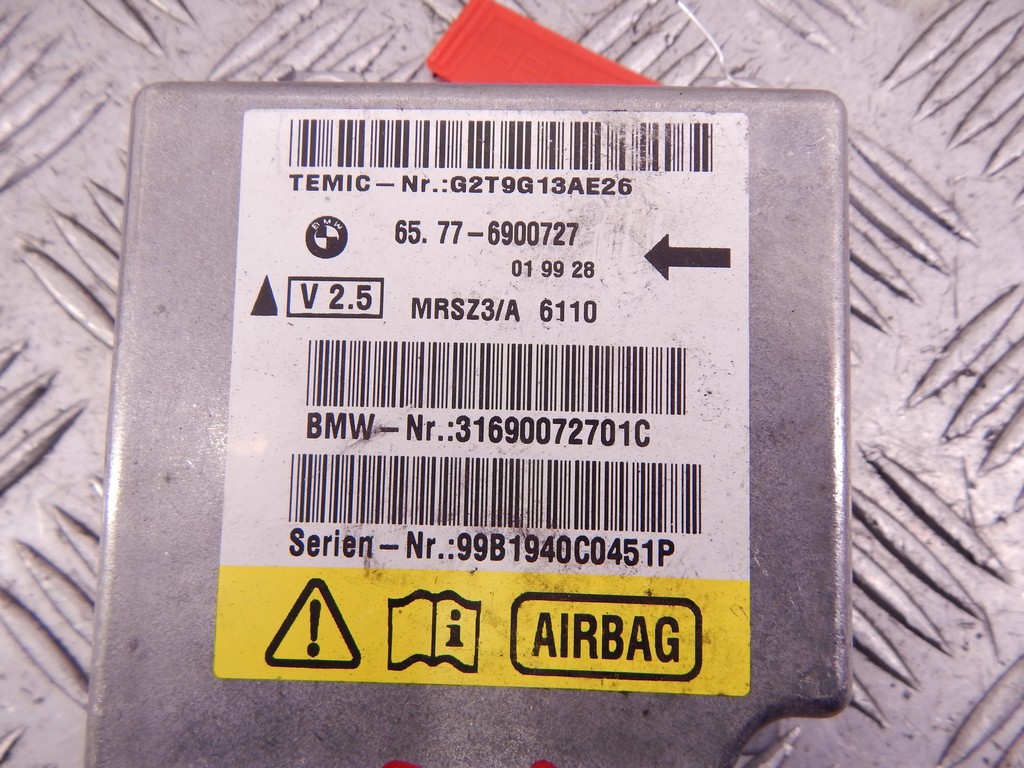 TEMIC-Nr.:G2T9G13AE26
BMW
65. 77-6900727
01 99 28
V 2.5
MRSZ3/A 6110
BMW-Nr.:31690072701C
Serien-Nr.:99B1940C0451P
i
AIRBAG